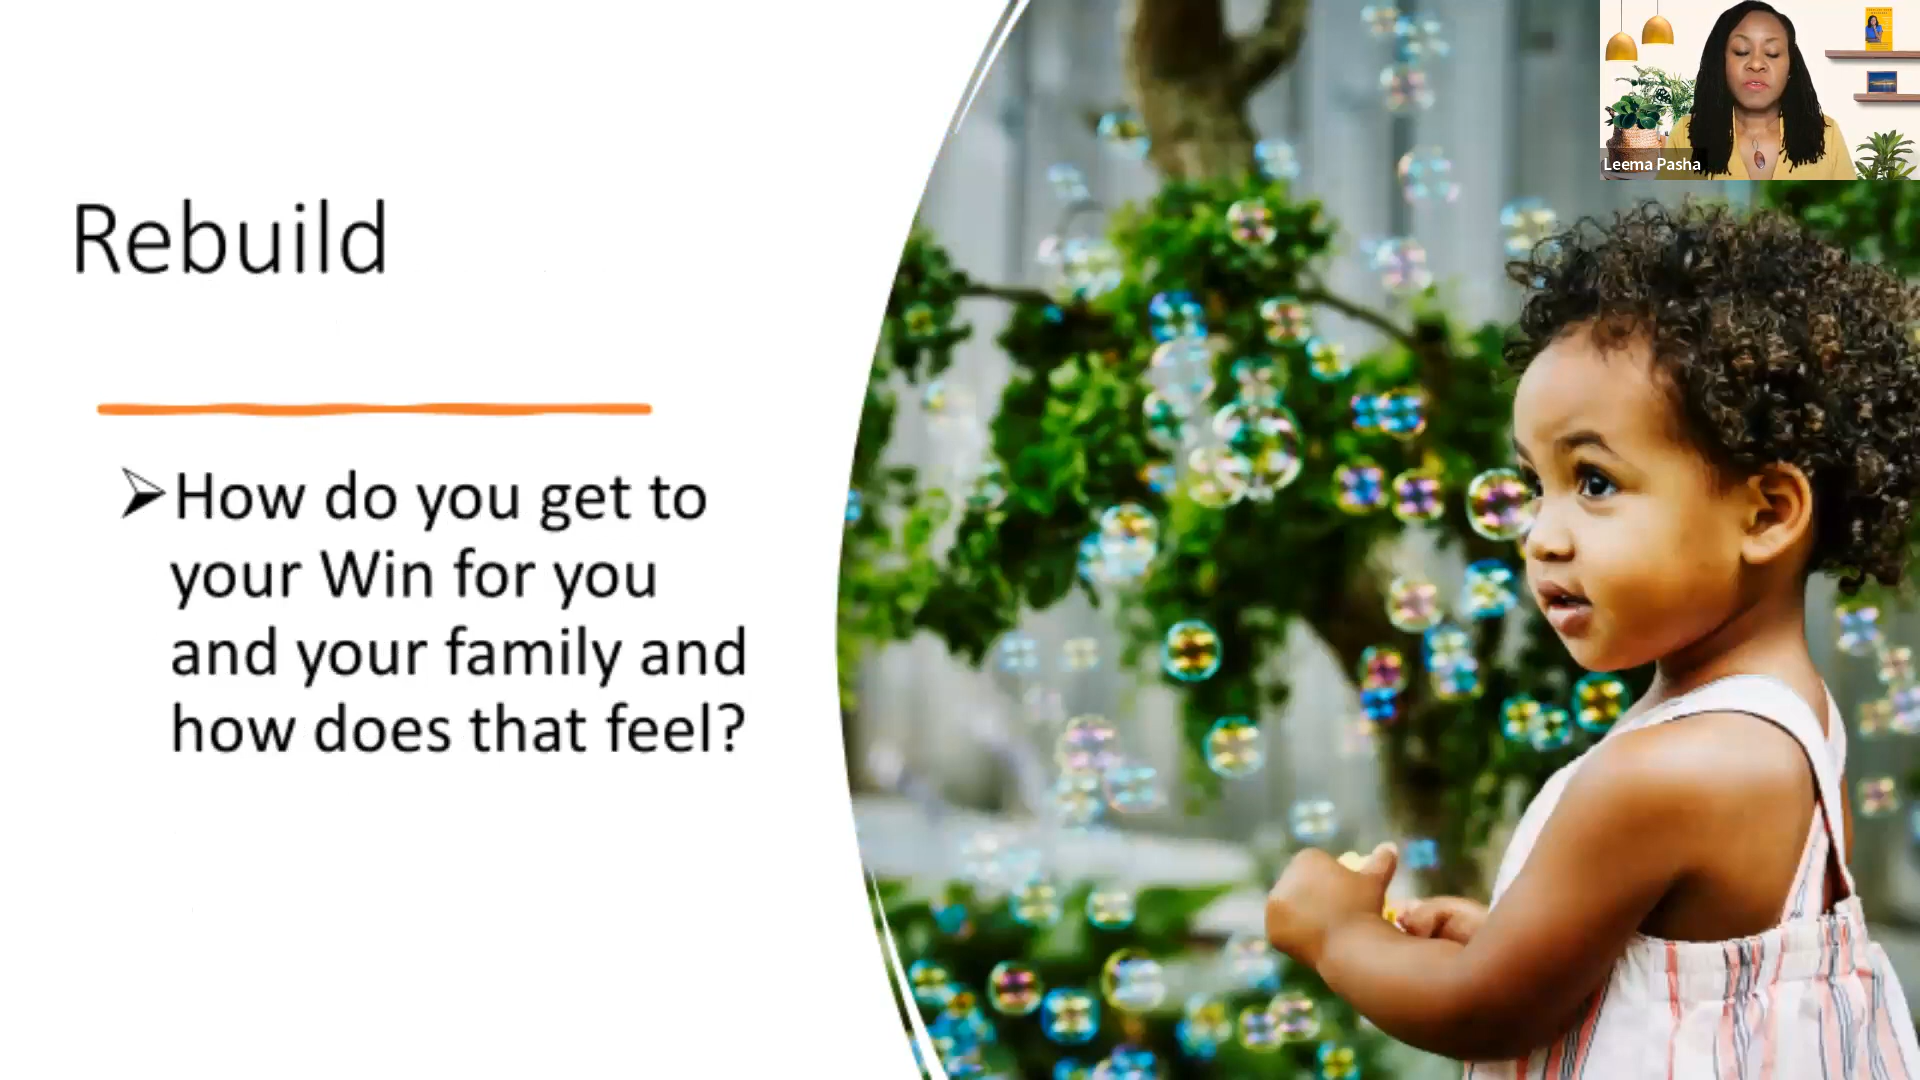 Rebuild
➢How do you get to
your Win for you
and your family and
how does that feel?
Leema Pasha